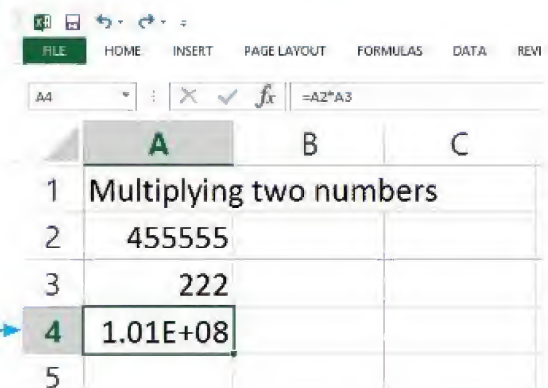 FILE HOME INSERT PAGE LAYOUT FORMULAS DATA REVI
A4 fx =A2*A3
A B C
1 Multiplying two numbers
2 455555
3 222
4 1.01E+08
5